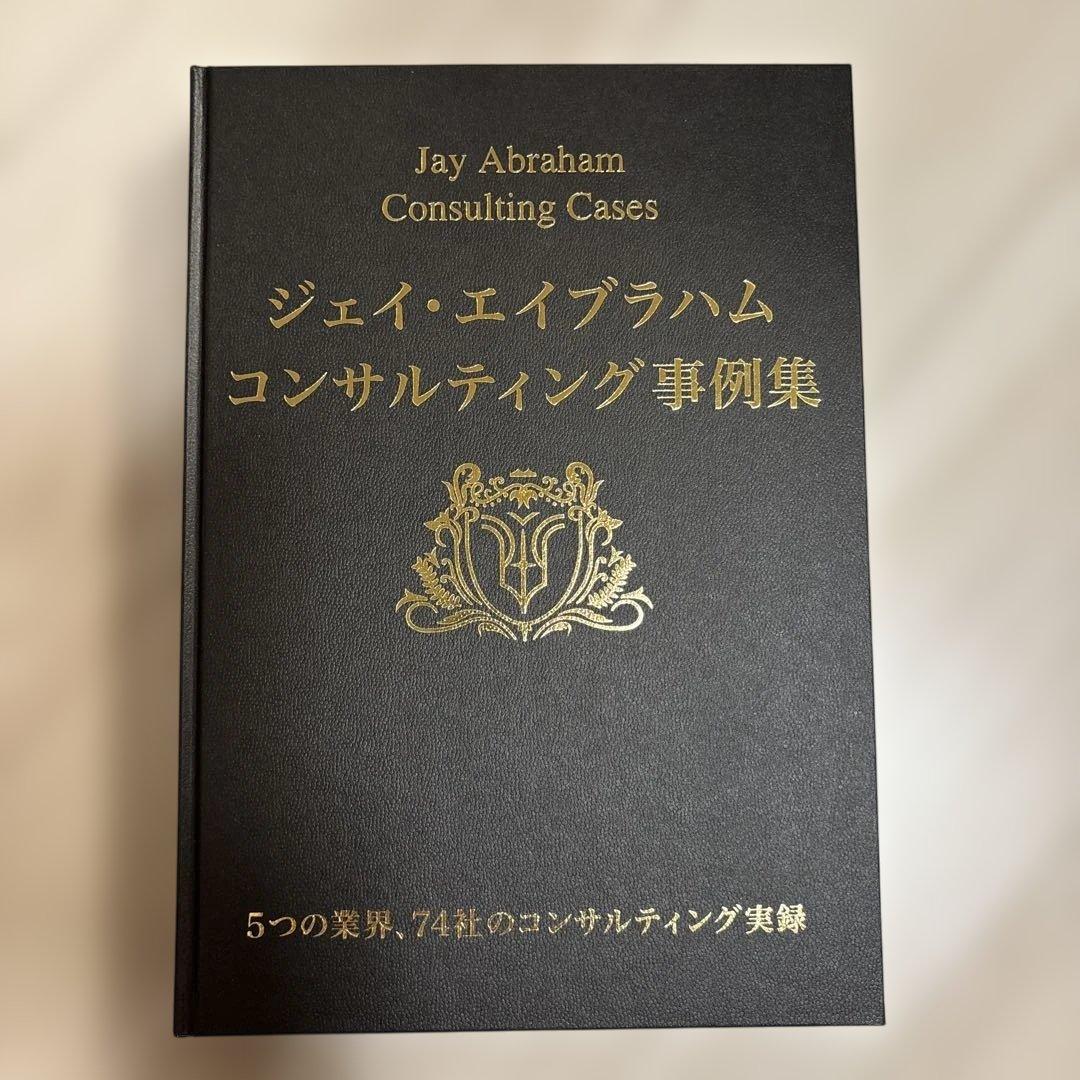 Jay Abraham
Consulting Cases
ジェイ・エイブラハム
コンサルティング事例集
5つの業界、74社のコンサルティング実録